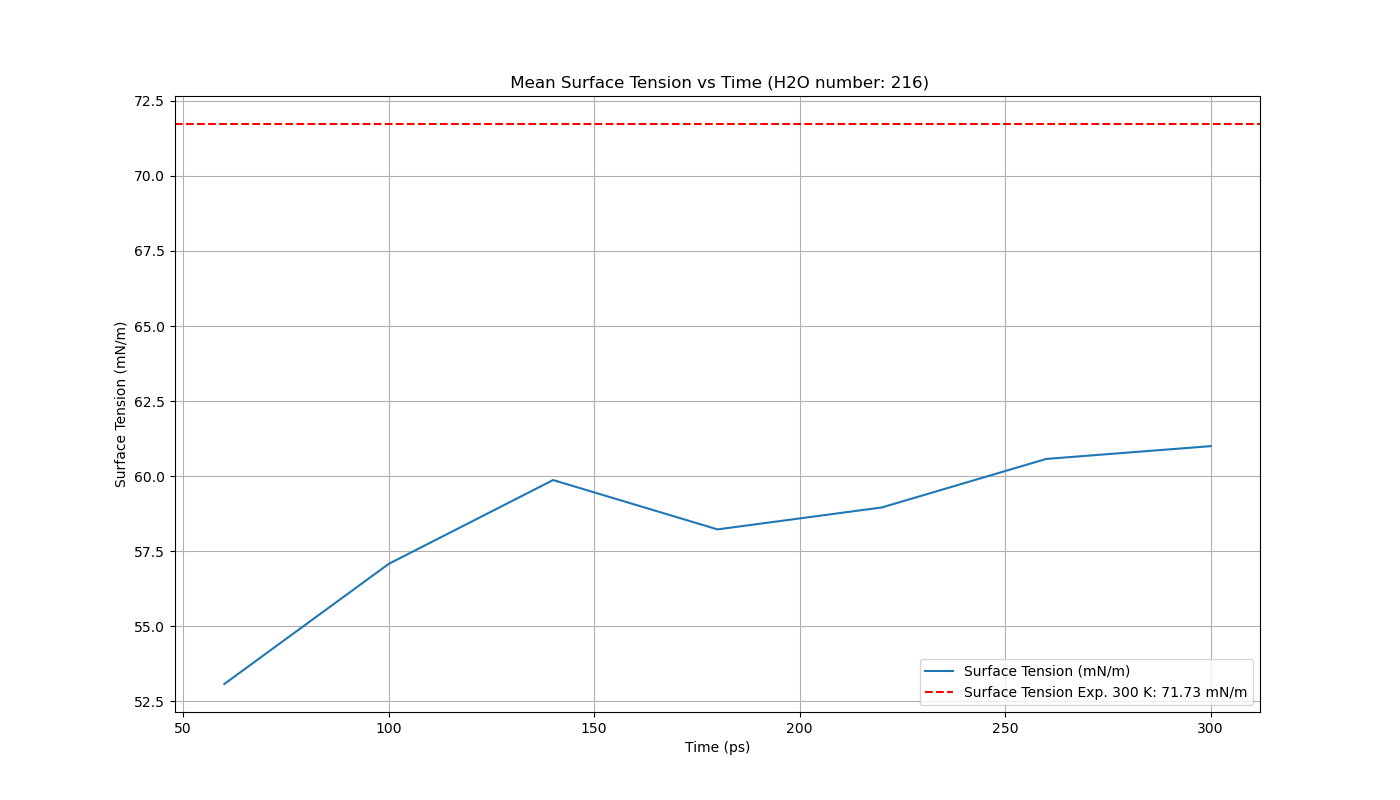 Mean Surface Tension vs Time (H2O number: 216)
Surface Tension (mN/m)
72.5
70.0
67.5
65.0
62.5
60.0
57.5
55.0
52.5
Surface Tension (mN/m)
Surface Tension Exp. 300 K: 71.73 mN/m
50 100 150 200 250 300
Time (ps)